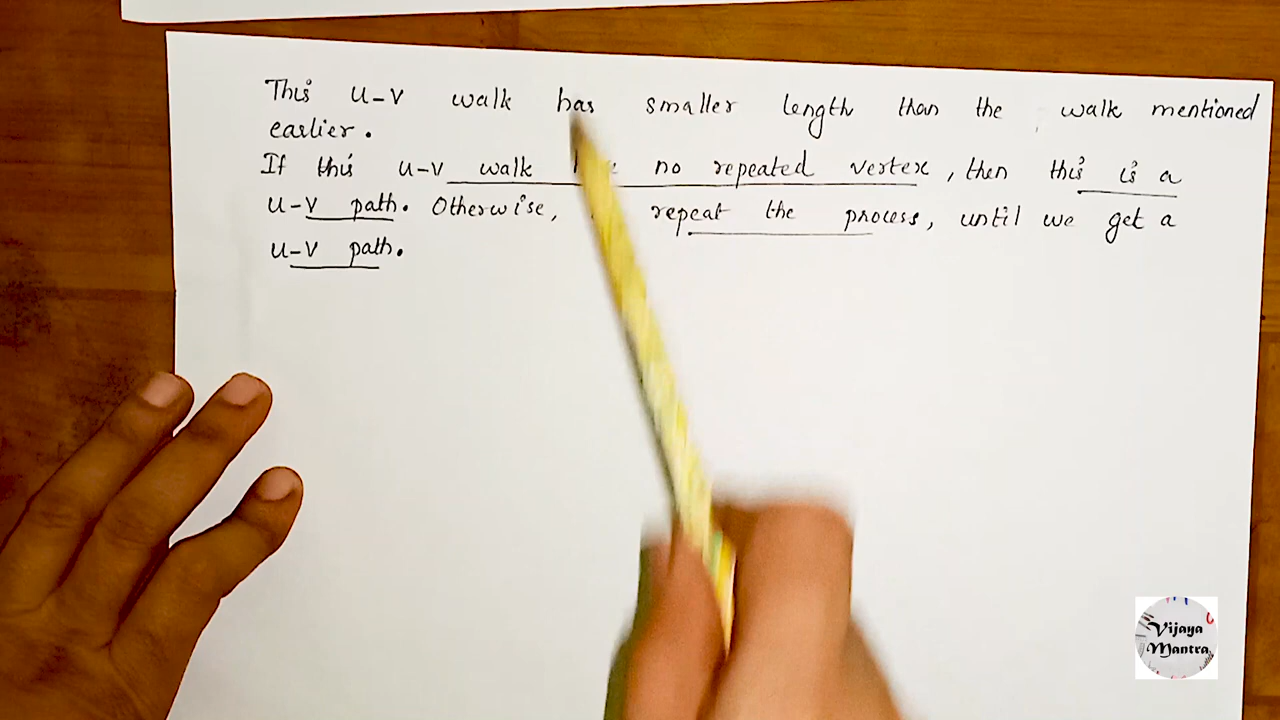 This u-v walk has smaller length than the walk mentioned
earlier.
If this u-v walk no repeated vertex, then this is a
u-v path. Otherwise, repeat the process, until we get a
u-v path.
Vijaya
Mantra